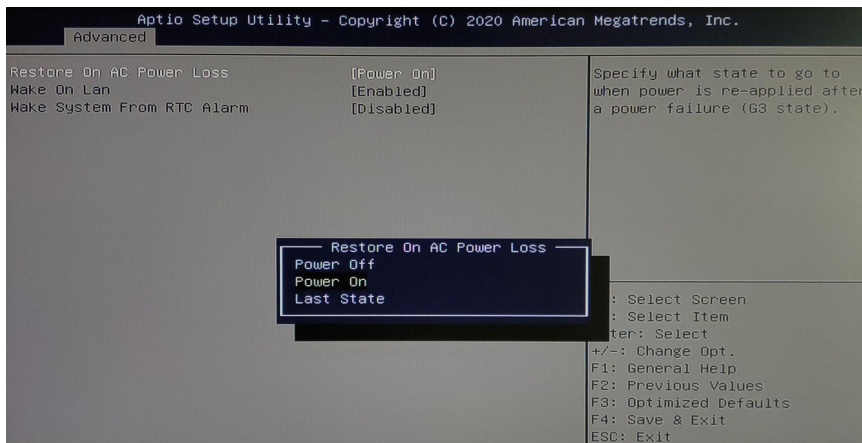 Aptio Setup Utility – Copyright (C) 2020 American Megatrends, Inc.
Advanced
Restore On AC Power Loss [Power On]
Wake On Lan [Enabled]
Wake System From RTC Alarm [Disabled]
Specify what state to go to
when power is re-applied after
a power failure (G3 state).
Restore On AC Power Loss
Power Off
Power On
Last State
: Select Screen
: Select Item
ter: Select
+/-: Change Opt.
F1: General Help
F2: Previous Values
F3: Optimized Defaults
F4: Save & Exit
ESC: Exit